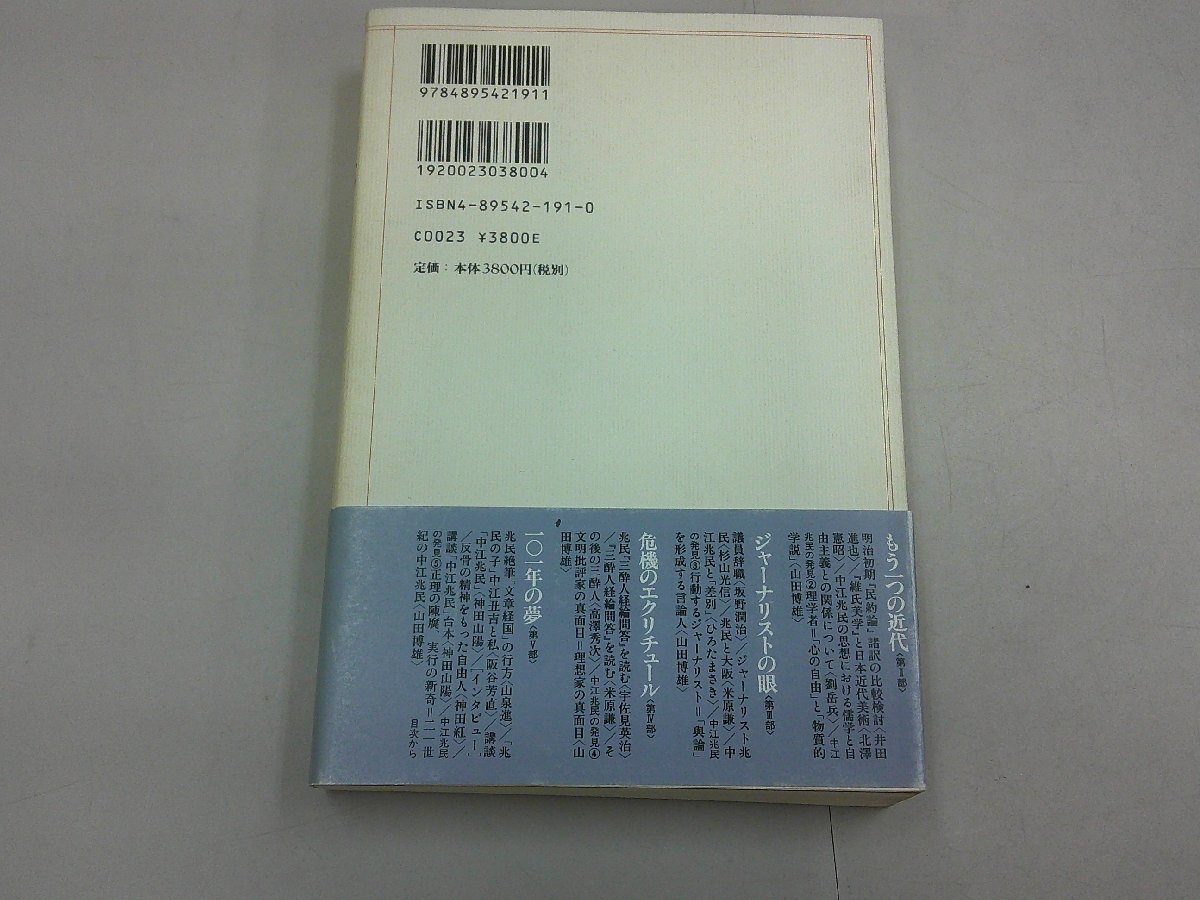 9784895421911
1920023038004
ISBN4-89542-191-0
C0023 ¥3800E
定価：本体3800円(税別)
もう一つの近代〈第Ⅱ部〉
明治初期『民約論』諸訳の比較検討〈井田
進也〉／『維氏美学』と日本近代美術〈北澤
憲昭〉／中江兆民の思想における儒学と自
由主義との関係について〈劉岳兵〉／中江
兆民の発見②理学者＝「心の自由」と「物質的
学説」〈山田博雄〉
ジャーナリストの眼〈第Ⅲ部〉
議員辞職〈坂野潤治〉／ジャーナリスト兆
民〈杉山光信〉／兆民と大阪〈米原謙〉／中
江兆民と「差別」〈ひろたまさき〉／中江兆民
の発見③行動するジャーナリスト＝「輿論」
を形成する言論人〈山田博雄〉
危機のエクリチュール〈第Ⅳ部〉
兆民『三酔人経綸問答』を読む〈宇佐見英治〉
／『三酔人経綸問答』を読む〈米原謙〉／そ
の後の三酔人〈高澤秀次〉／中江兆民の発見④
文明批評家の真面目＝理想家の真面目〈山
田博雄〉
一〇一年の夢〈第Ⅴ部〉
兆民絶筆「文章経国」の行方〈山泉進〉／「兆
民の子」中江丑吉と私〈阪谷芳直〉／講談
「中江兆民」〈神田山陽〉／「インタビュー」
／反骨の精神をもった自由人〈神田紅〉／
講談「中江兆民」台本〈神田山陽〉／中江兆民
の発見⑤正理の陳腐、実行の新奇＝二一世
紀の中江兆民〈山田博雄〉
目次から